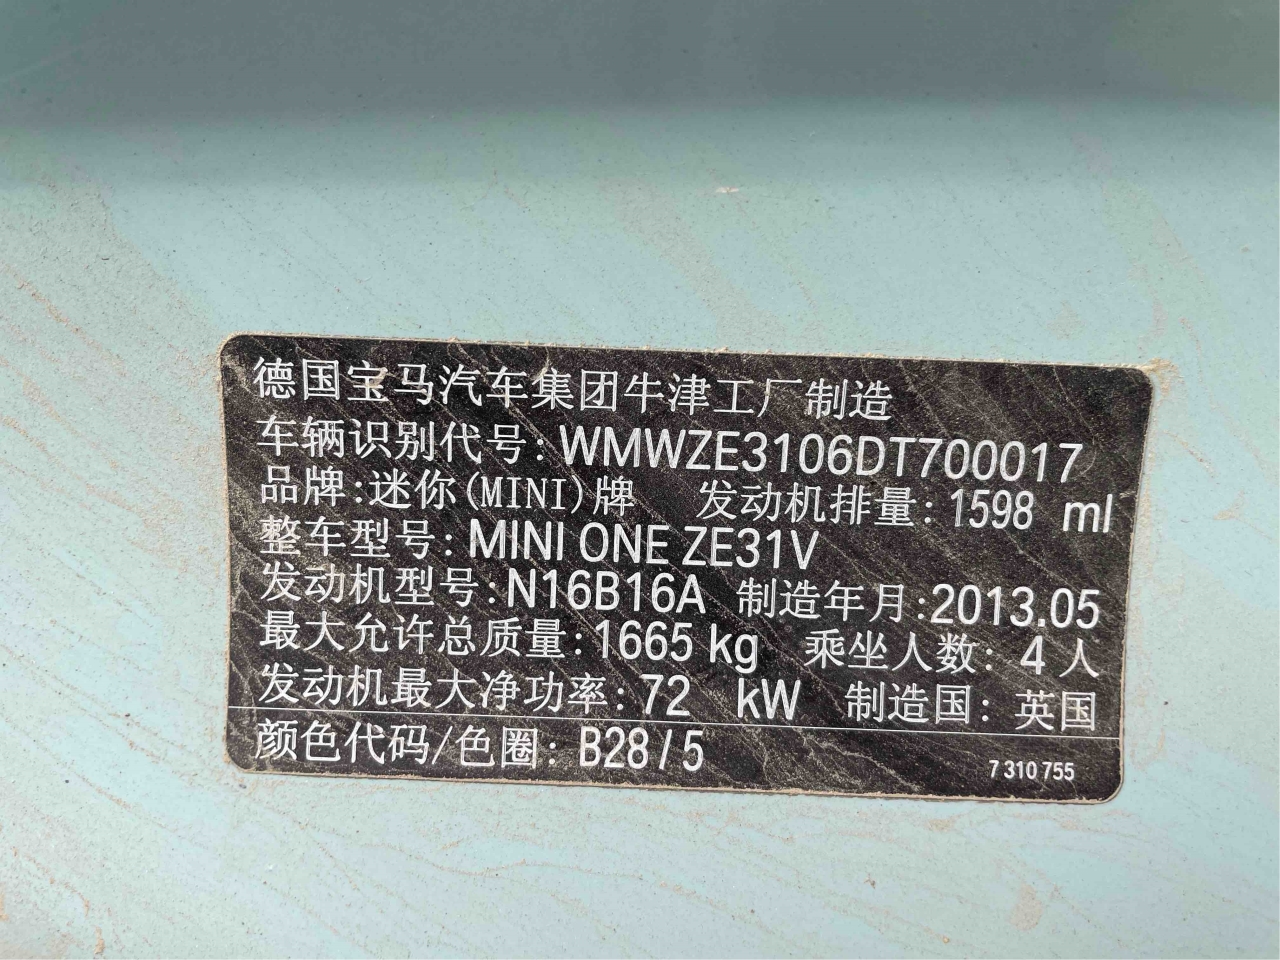 德国宝马汽车集团牛津工厂制造
车辆识别代号: WMWZE3106DT700017
品牌:迷你(MINI)牌 发动机排量: 1598 ml
整车型号: MINI ONE ZE31V
发动机型号: N16B16A 制造年月:2013.05
最大允许总质量: 1665 kg 乘坐人数: 4 人
发动机最大净功率: 72 kW 制造国: 英国
颜色代码/色圈: B28 / 5
7 310 755